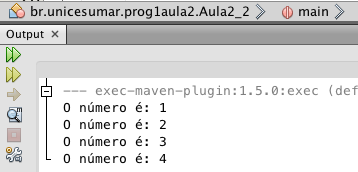 br.unicesumar.prog1aula2.Aula2_2 main
Output
--- exec-maven-plugin:1.5.0:exec (def
O número é: 1
O número é: 2
O número é: 3
O número é: 4